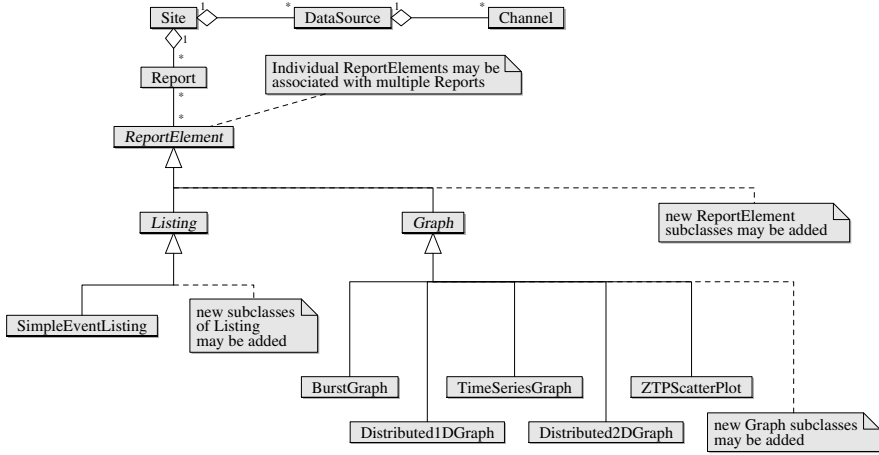 Site
1
*
DataSource
1
*
Channel
1
*
Report
*
*
Individual ReportElements may be
associated with multiple Reports
ReportElement
Listing
Graph
new ReportElement
subclasses may be added
SimpleEventListing
new subclasses
of Listing
may be added
BurstGraph
TimeSeriesGraph
ZTPScatterPlot
Distributed1DGraph
Distributed2DGraph
new Graph subclasses
may be added